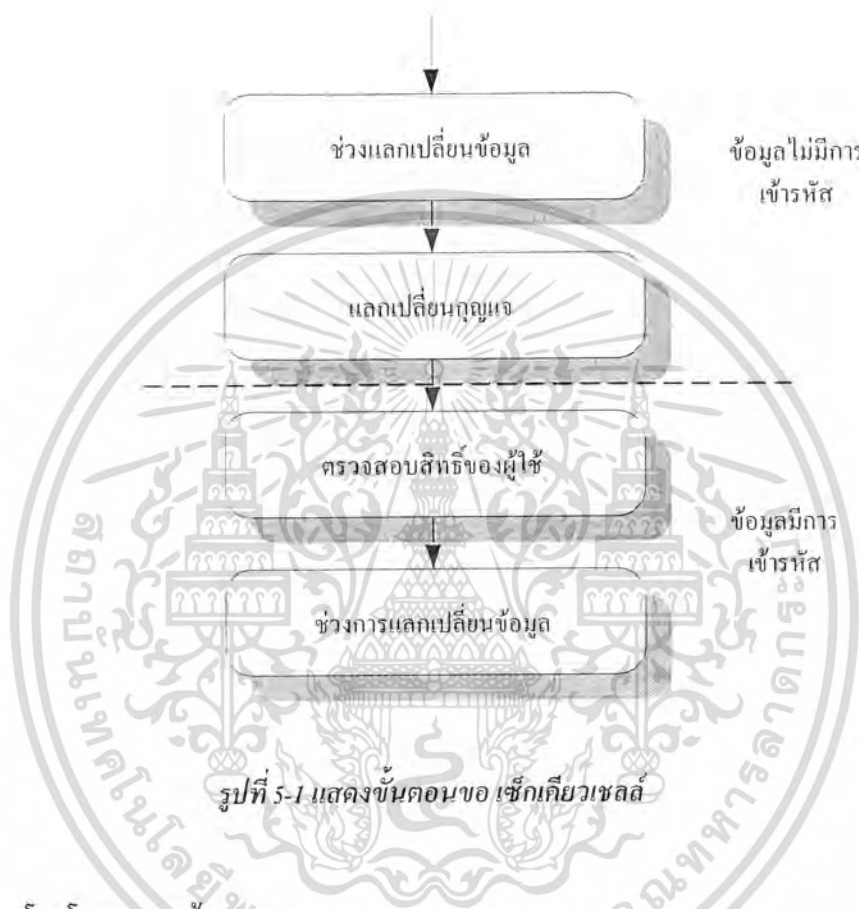 ช่วงแลกเปลี่ยนข้อมูล
ข้อมูลไม่มีการ
เข้ารหัส
แลกเปลี่ยนกุญแจ
ตรวจสอบสิทธิ์ของผู้ใช้
ข้อมูลมีการ
เข้ารหัส
ช่วงการแลกเปลี่ยนข้อมูล
รูปที่ 5-1 แสดงขั้นตอนขอ เซ็กเคียวเชลล์